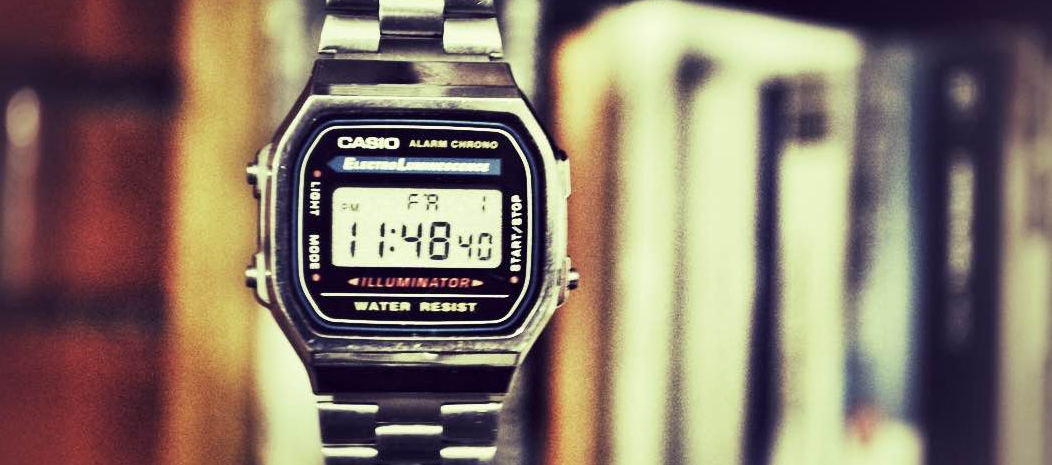 CASIO ALARM CHRONO
ELECTROLUMINESCENCE
LIGHT
MODE
PM FR 1
11:48 40
START/STOP
ILLUMINATOR
WATER RESIST